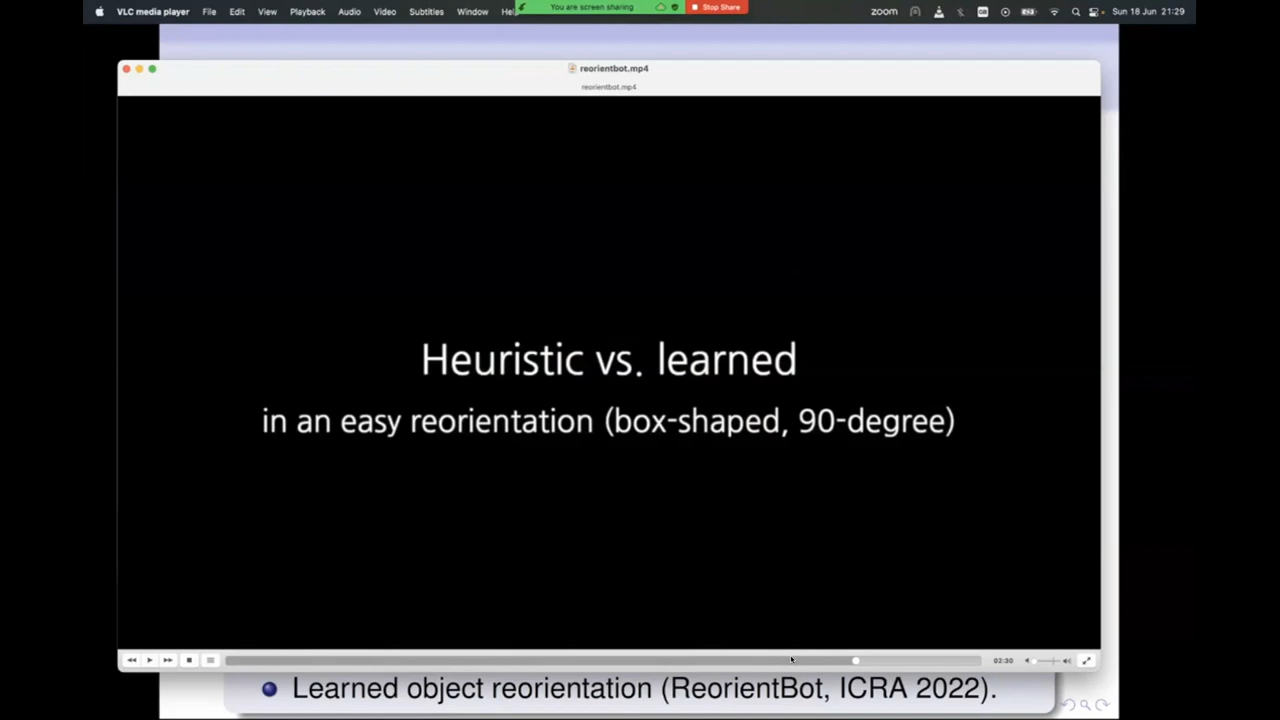 VLC media player File Edit View Playback Audio Video Subtitles Window Help You are screen sharing Stop Share zoom Sun 18 Jun 21:29
reorientbot.mp4
reorientbot.mp4
Heuristic vs. learned
in an easy reorientation (box-shaped, 90-degree)
02:30
Learned object reorientation (ReorientBot, ICRA 2022).